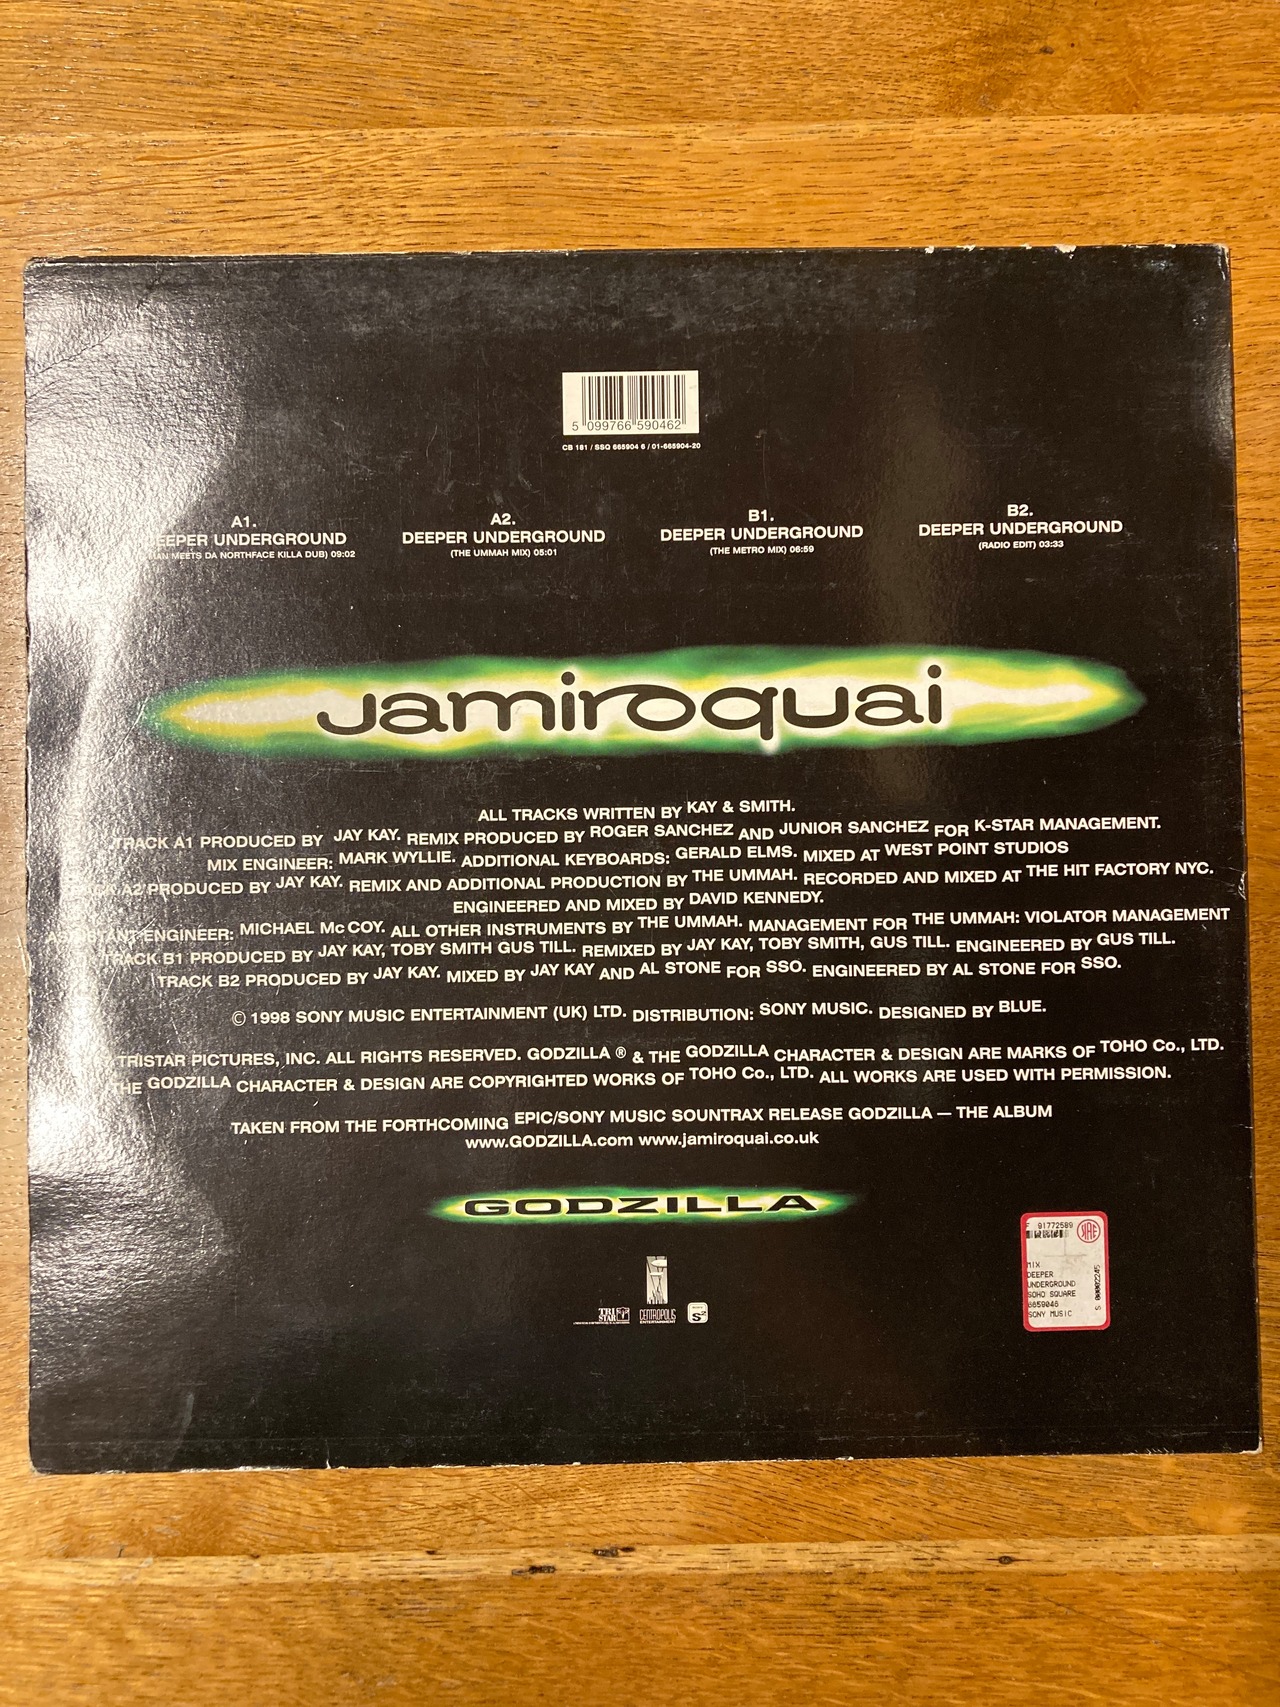 5 099766 590462
CB 181 / SSQ 665904 6 / 01-665904-20
A1.
DEEPER UNDERGROUND
MEETS DA NORTHFACE KILLA DUB) 09:02
A2.
DEEPER UNDERGROUND
(THE UMMAH MIX) 05:01
B1.
DEEPER UNDERGROUND
(THE METRO MIX) 06:59
B2.
DEEPER UNDERGROUND
(RADIO EDIT) 03:33
Jamiroquai
ALL TRACKS WRITTEN BY KAY & SMITH.
TRACK A1 PRODUCED BY JAY KAY. REMIX PRODUCED BY ROGER SANCHEZ AND JUNIOR SANCHEZ FOR K-STAR MANAGEMENT.
MIX ENGINEER: MARK WYLLIE. ADDITIONAL KEYBOARDS: GERALD ELMS. MIXED AT WEST POINT STUDIOS
A2 PRODUCED BY JAY KAY. REMIX AND ADDITIONAL PRODUCTION BY THE UMMAH. RECORDED AND MIXED AT THE HIT FACTORY NYC.
ENGINEERED AND MIXED BY DAVID KENNEDY.
ASSISTANT ENGINEER: MICHAEL McCOY. ALL OTHER INSTRUMENTS BY THE UMMAH. MANAGEMENT FOR THE UMMAH: VIOLATOR MANAGEMENT
TRACK B1 PRODUCED BY JAY KAY, TOBY SMITH GUS TILL. REMIXED BY JAY KAY, TOBY SMITH, GUS TILL. ENGINEERED BY GUS TILL.
TRACK B2 PRODUCED BY JAY KAY. MIXED BY JAY KAY AND AL STONE FOR SSO. ENGINEERED BY AL STONE FOR SSO.
© 1998 SONY MUSIC ENTERTAINMENT (UK) LTD. DISTRIBUTION: SONY MUSIC. DESIGNED BY BLUE.
TRISTAR PICTURES, INC. ALL RIGHTS RESERVED. GODZILLA ® & THE GODZILLA CHARACTER & DESIGN ARE MARKS OF TOHO Co., LTD.
THE GODZILLA CHARACTER & DESIGN ARE COPYRIGHTED WORKS OF TOHO Co., LTD. ALL WORKS ARE USED WITH PERMISSION.
TAKEN FROM THE FORTHCOMING EPIC/SONY MUSIC SOUNTRAX RELEASE GODZILLA — THE ALBUM
www.GODZILLA.com www.jamiroquai.co.uk
GODZILLA
TRI STAR
CENTROPOLIS
ENTERTAINMENT
S2
91772589
MIX
DEEPER
UNDERGROUND
SOHO SQUARE
6659046
SONY MUSIC
S 00002245